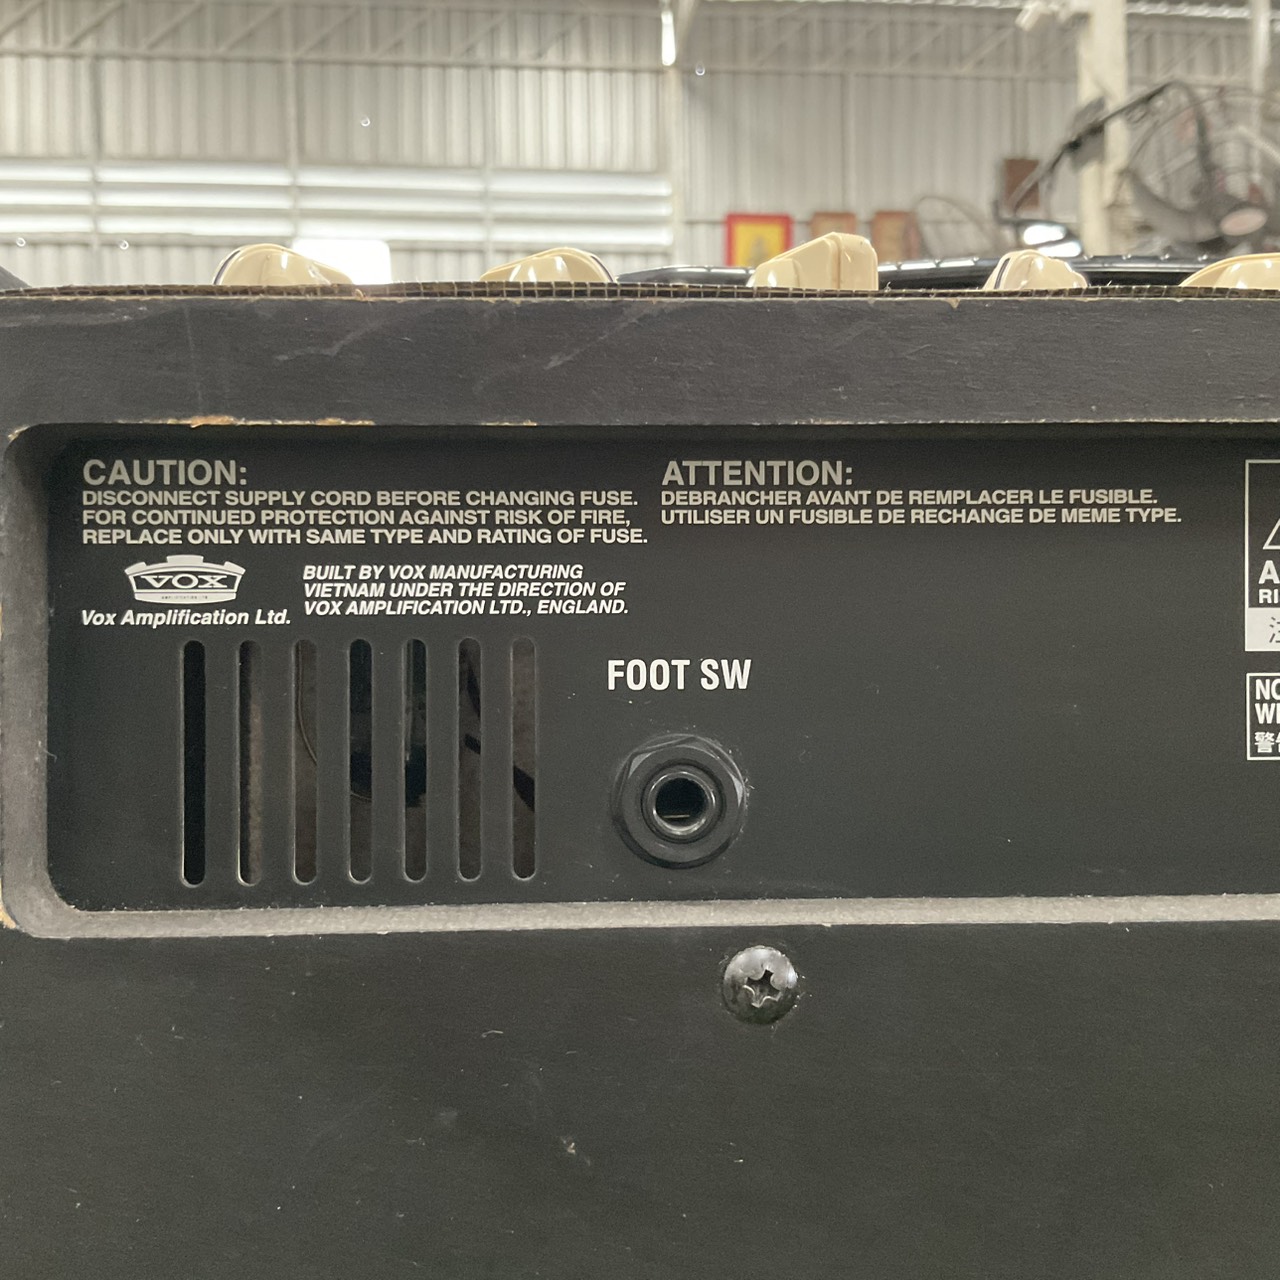 CAUTION:
DISCONNECT SUPPLY CORD BEFORE CHANGING FUSE.
FOR CONTINUED PROTECTION AGAINST RISK OF FIRE,
REPLACE ONLY WITH SAME TYPE AND RATING OF FUSE.
ATTENTION:
DEBRANCHER AVANT DE REMPLACER LE FUSIBLE.
UTILISER UN FUSIBLE DE RECHANGE DE MEME TYPE.
VOX
Vox Amplification Ltd.
BUILT BY VOX MANUFACTURING
VIETNAM UNDER THE DIRECTION OF
VOX AMPLIFICATION LTD., ENGLAND.
FOOT SW